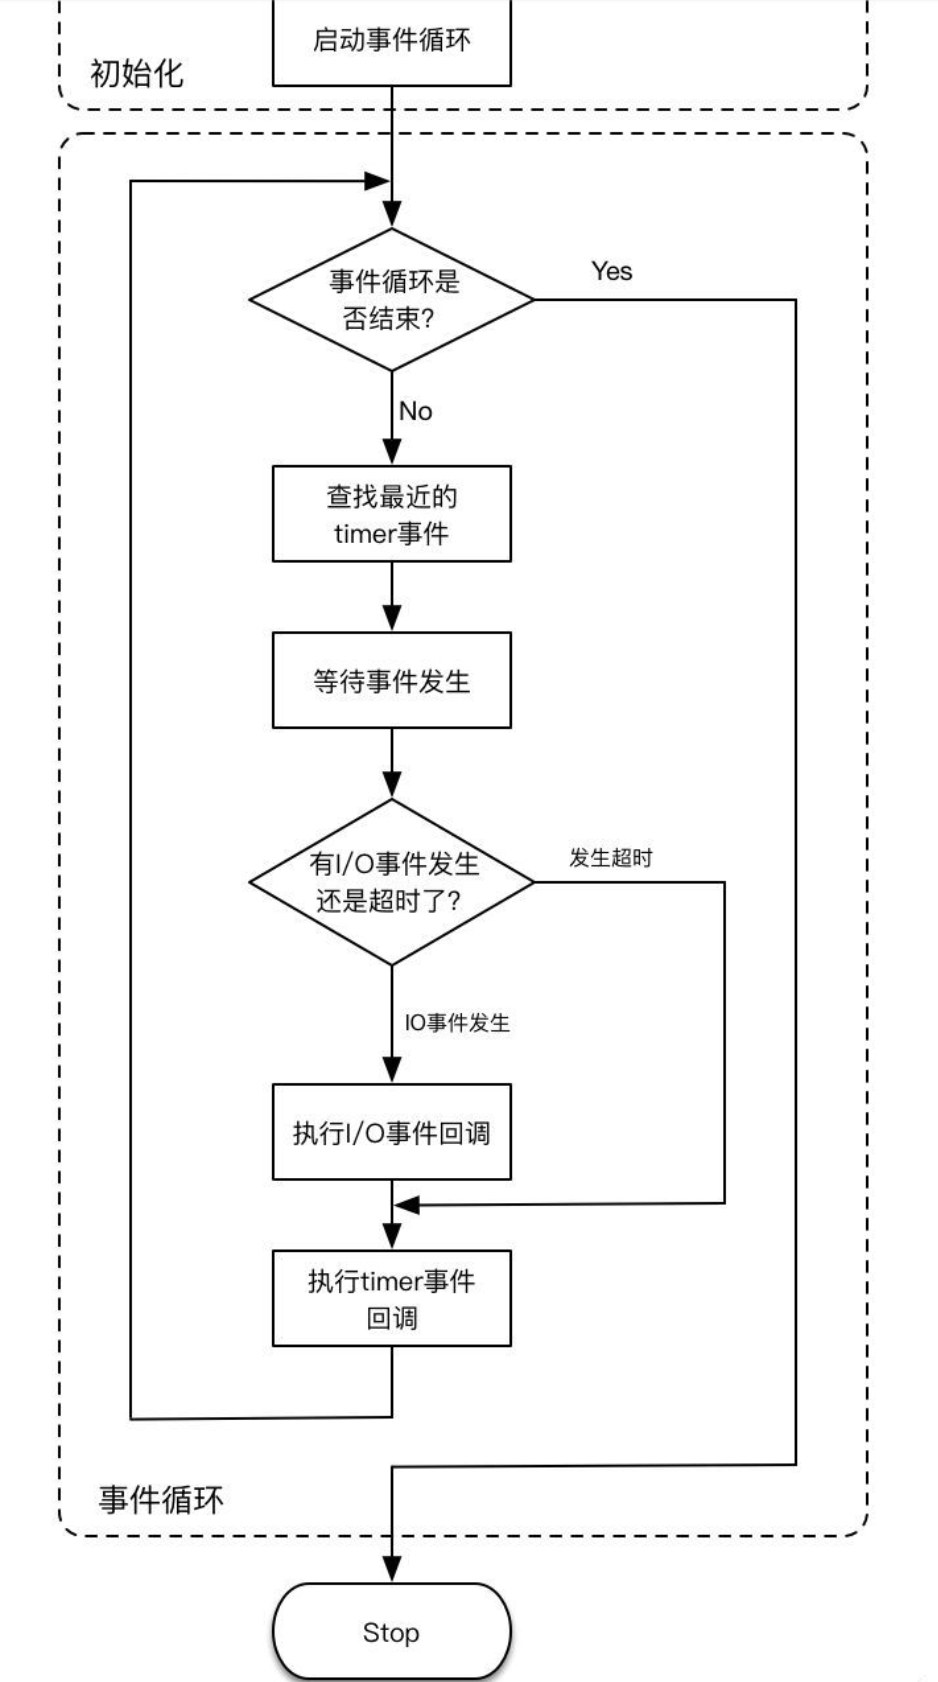 启动事件循环
初始化
事件循环是
否结束?
Yes
No
查找最近的
timer事件
等待事件发生
有I/O事件发生
还是超时了?
发生超时
IO事件发生
执行I/O事件回调
执行timer事件
回调
事件循环
Stop